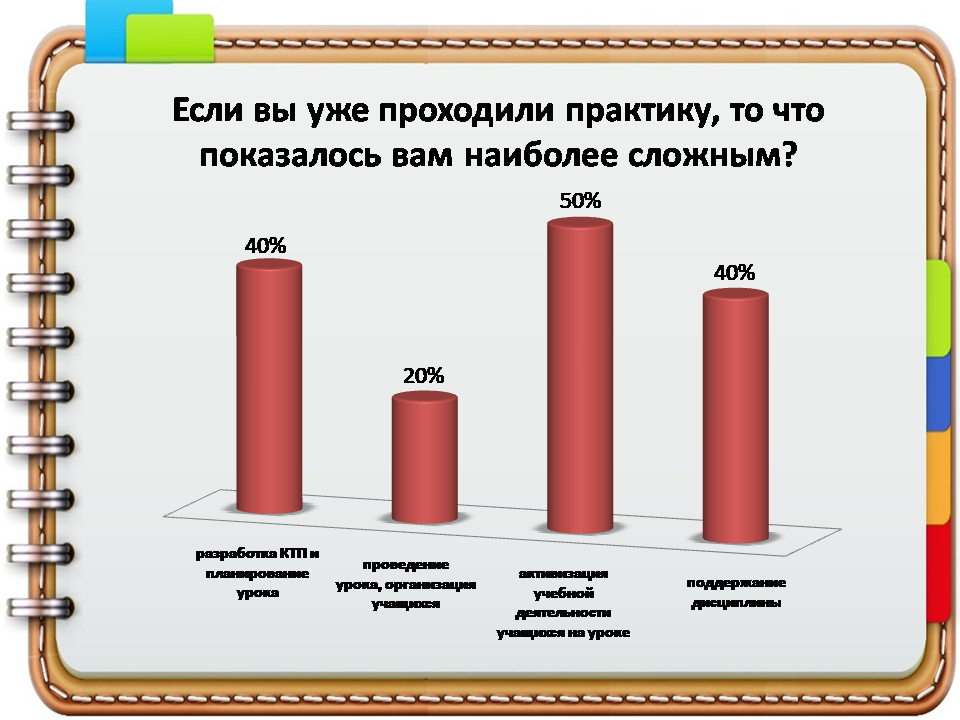 Если вы уже проходили практику, то что
показалось вам наиболее сложным?
50%
40%
40%
20%
разработка КТП и
планирование
урока
проведение
урока, организация
учащихся
активизация
учебной
деятельности
учащихся на уроке
поддержание
дисциплины